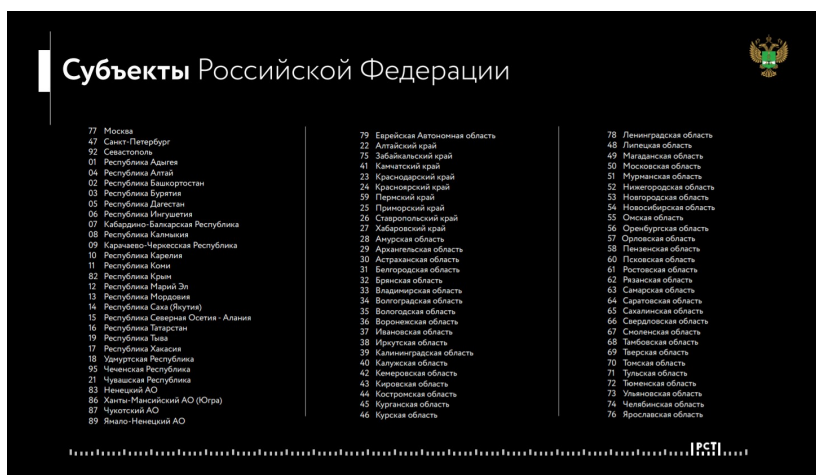 Субъекты Российской Федерации
77 Москва
47 Санкт-Петербург
92 Севастополь
01 Республика Адыгея
04 Республика Алтай
02 Республика Башкортостан
03 Республика Бурятия
05 Республика Дагестан
06 Республика Ингушетия
07 Кабардино-Балкарская Республика
08 Республика Калмыкия
09 Карачаево-Черкесская Республика
10 Республика Карелия
11 Республика Коми
82 Республика Крым
12 Республика Марий Эл
13 Республика Мордовия
14 Республика Саха (Якутия)
15 Республика Северная Осетия - Алания
16 Республика Татарстан
19 Республика Тыва
17 Республика Хакасия
18 Удмуртская Республика
95 Чеченская Республика
21 Чувашская Республика
83 Ненецкий АО
86 Ханты-Мансийский АО (Югра)
87 Чукотский АО
89 Ямало-Ненецкий АО
79 Еврейская Автономная область
22 Алтайский край
75 Забайкальский край
41 Камчатский край
23 Краснодарский край
24 Красноярский край
59 Пермский край
25 Приморский край
26 Ставропольский край
27 Хабаровский край
28 Амурская область
29 Архангельская область
30 Астраханская область
31 Белгородская область
32 Брянская область
33 Владимирская область
34 Волгоградская область
35 Вологодская область
36 Воронежская область
37 Ивановская область
38 Иркутская область
39 Калининградская область
40 Калужская область
42 Кемеровская область
43 Кировская область
44 Костромская область
45 Курганская область
46 Курская область
78 Ленинградская область
48 Липецкая область
49 Магаданская область
50 Московская область
51 Мурманская область
52 Нижегородская область
53 Новгородская область
54 Новосибирская область
55 Омская область
56 Оренбургская область
57 Орловская область
58 Пензенская область
60 Псковская область
61 Ростовская область
62 Рязанская область
63 Самарская область
64 Саратовская область
65 Сахалинская область
66 Свердловская область
67 Смоленская область
68 Тамбовская область
69 Тверская область
70 Томская область
71 Тульская область
72 Тюменская область
73 Ульяновская область
74 Челябинская область
76 Ярославская область
РСТ